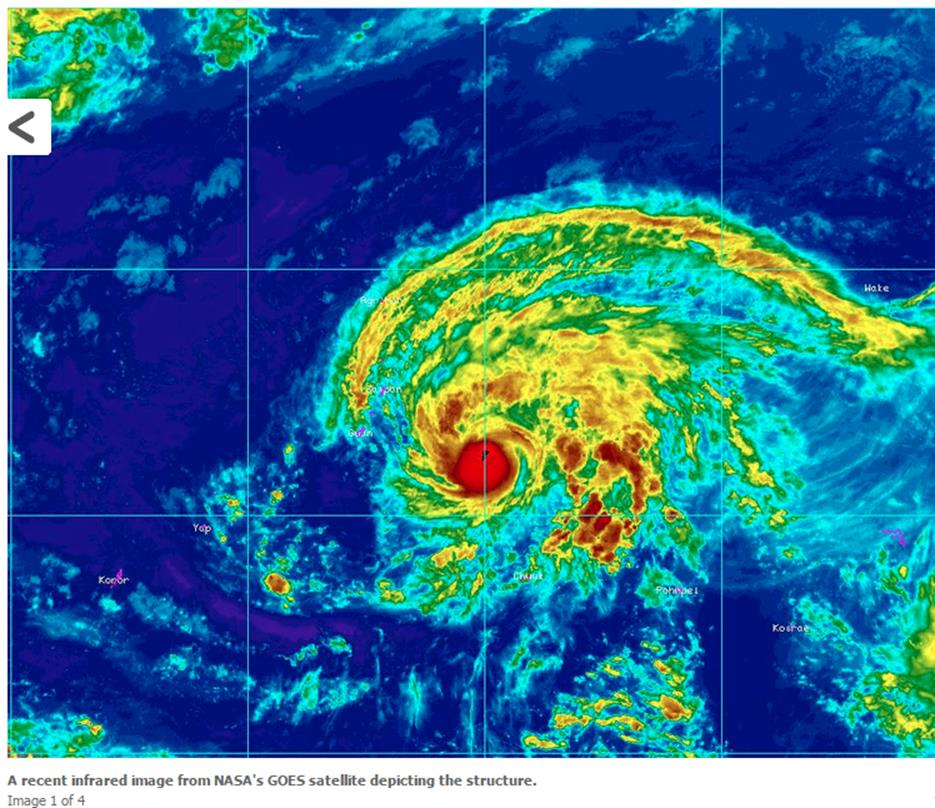 Wake
Saipan
Guam
Yap
Koror
Chuuk
Pohnpei
Kosrae
A recent infrared image from NASA's GOES satellite depicting the structure.
Image 1 of 4